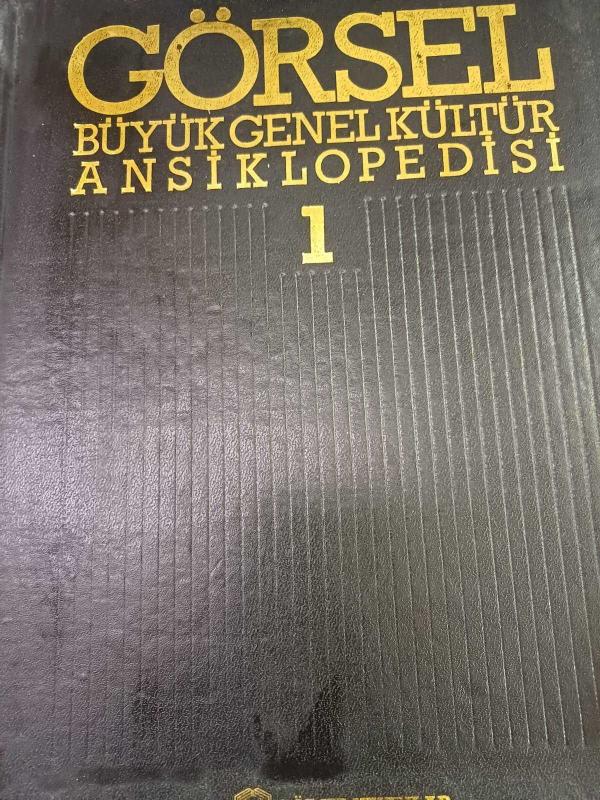 GÖRSEL
BÜYÜK GENEL KÜLTÜR
ANSİKLOPEDİSİ
1